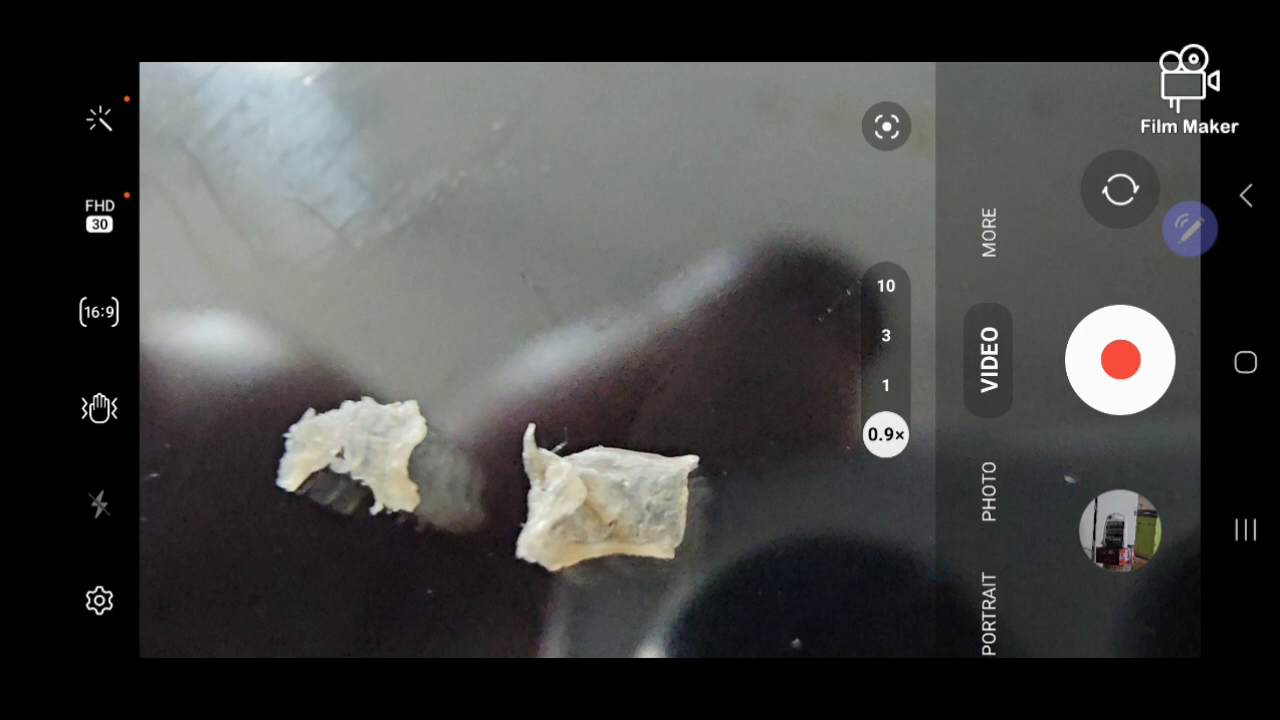 FHD
30
16:9
10
3
1
0.9×
MORE
VIDEO
PHOTO
PORTRAIT
Film Maker